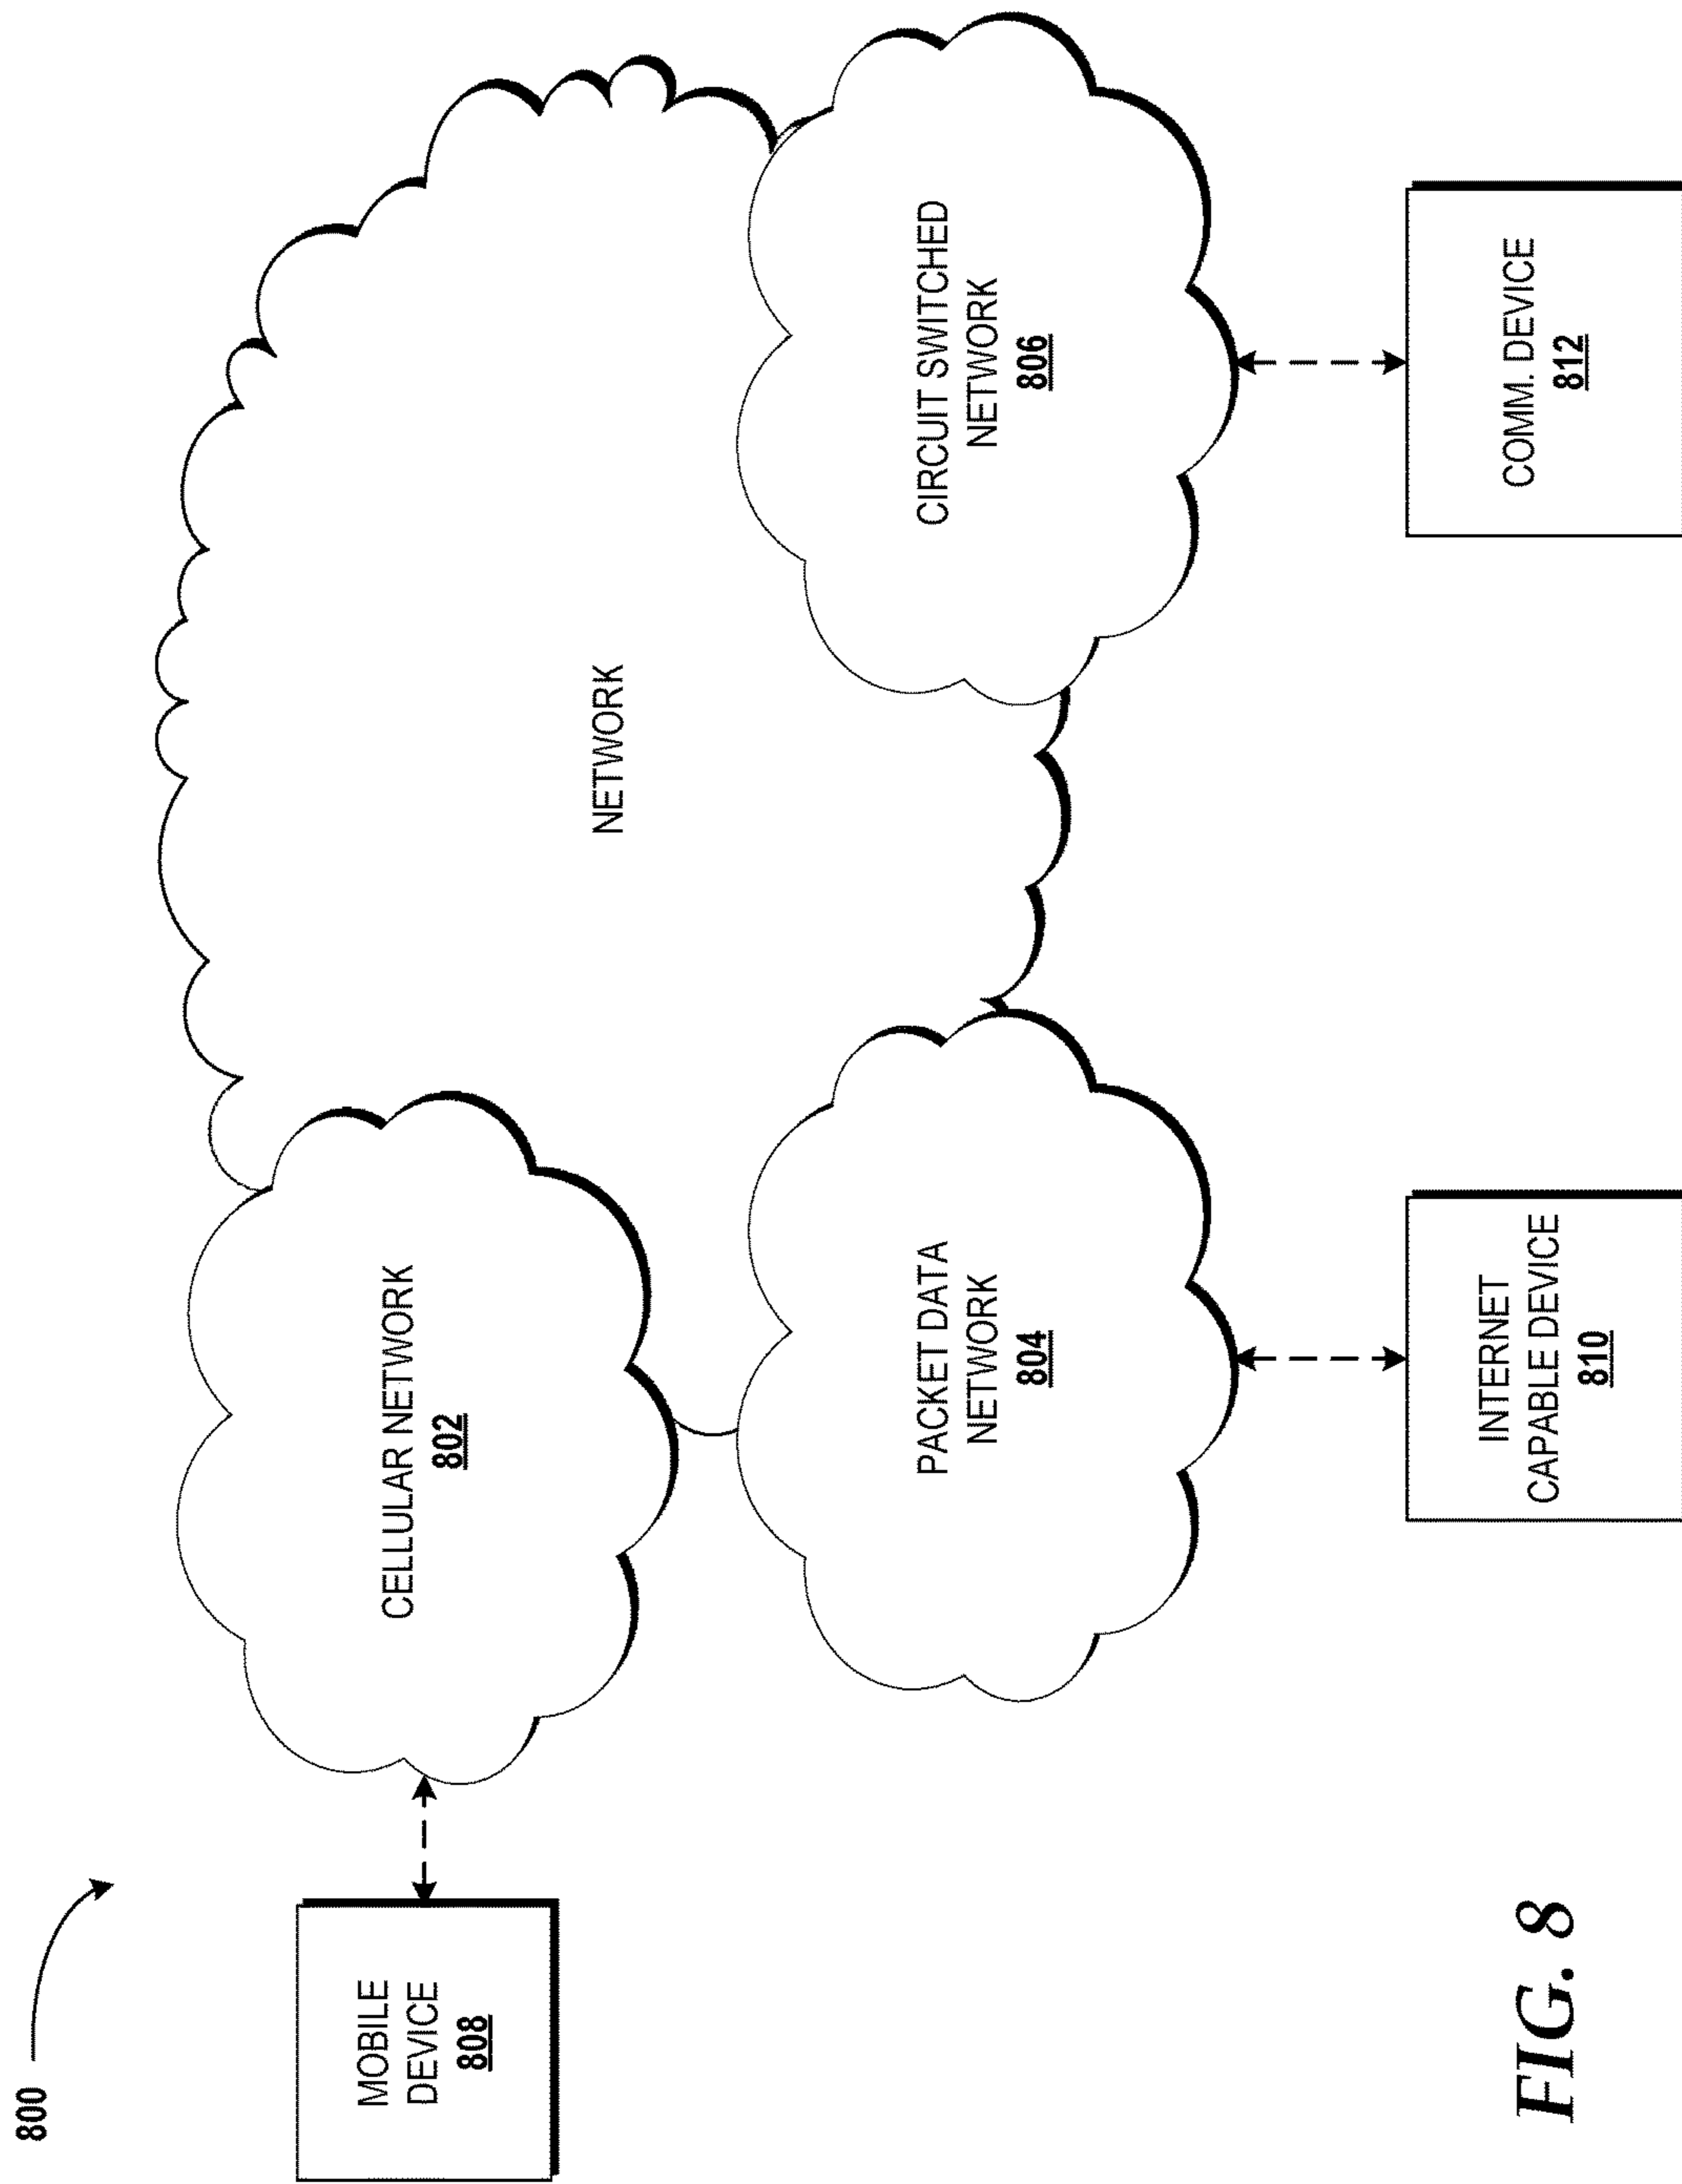 800
MOBILE
DEVICE
808
CELLULAR NETWORK
802
NETWORK
PACKET DATA
NETWORK
804
CIRCUIT SWITCHED
NETWORK
806
INTERNET
CAPABLE DEVICE
810
COMM. DEVICE
812
FIG. 8